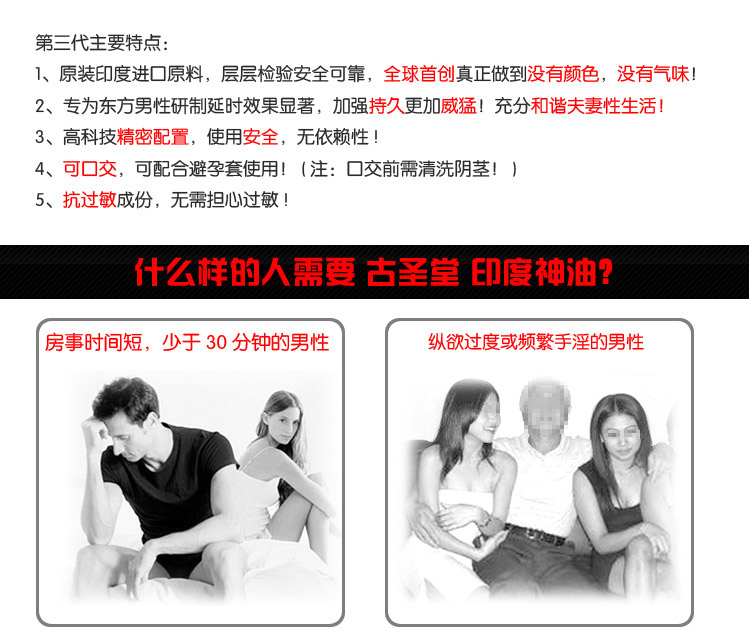 第三代主要特点：
1、原装印度进口原料，层层检验安全可靠，全球首创真正做到没有颜色，没有气味！
2、专为东方男性研制延时效果显著，加强持久更加威猛！充分和谐夫妻性生活！
3、高科技精密配置，使用安全，无依赖性！
4、可口交，可配合避孕套使用！(注：口交前需清洗阴茎！)
5、抗过敏成份，无需担心过敏！
什么样的人需要 古圣堂 印度神油？
房事时间短，少于 30 分钟的男性
纵欲过度或频繁手淫的男性